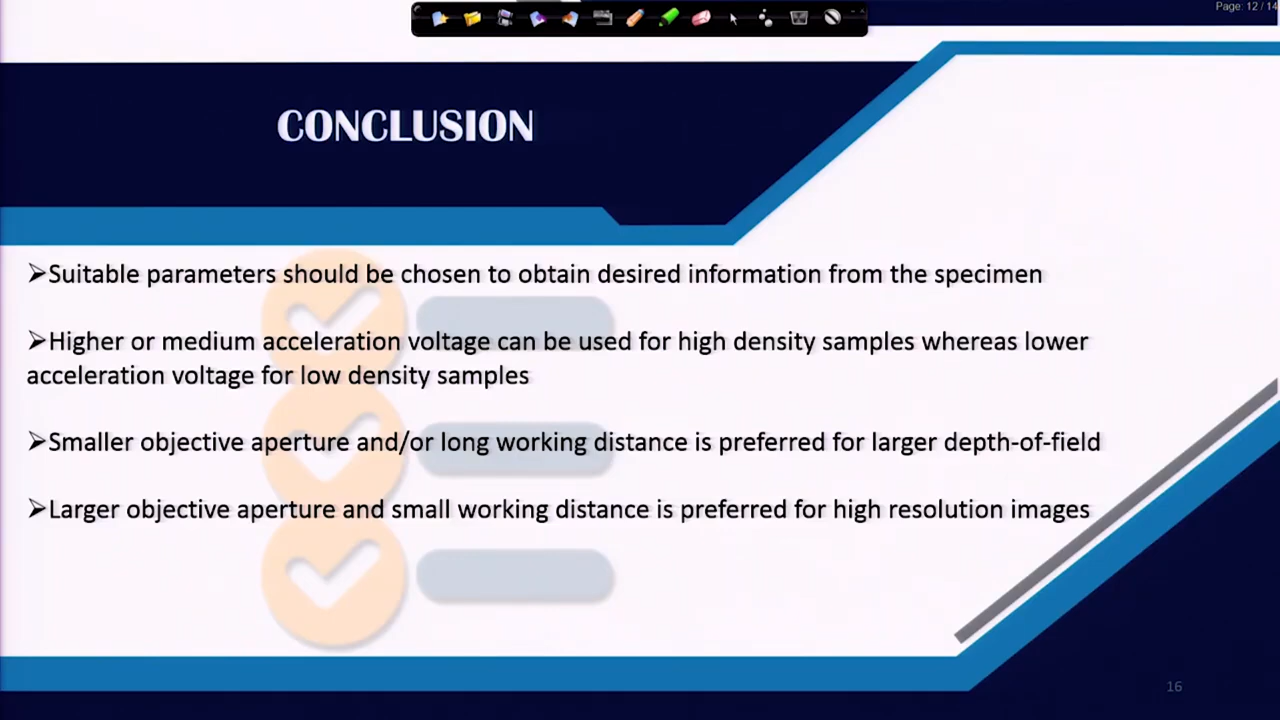 Page: 12 / 14
CONCLUSION
➢Suitable parameters should be chosen to obtain desired information from the specimen
➢Higher or medium acceleration voltage can be used for high density samples whereas lower
acceleration voltage for low density samples
➢Smaller objective aperture and/or long working distance is preferred for larger depth-of-field
➢Larger objective aperture and small working distance is preferred for high resolution images
16